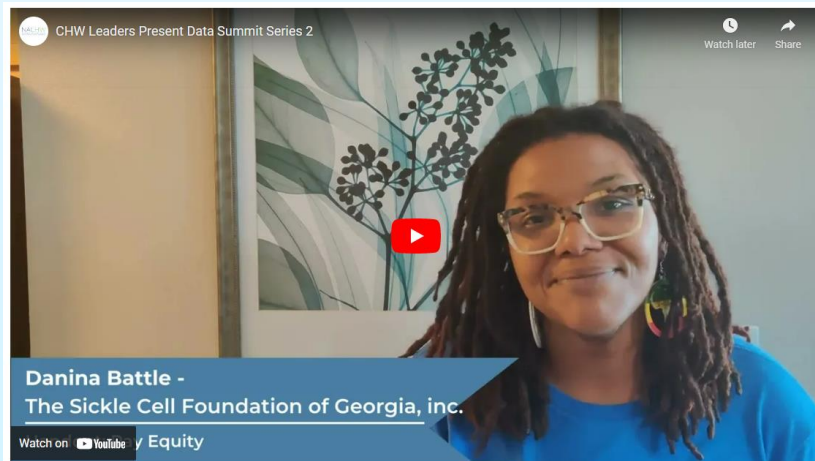 CHW Leaders Present Data Summit Series 2
Watch later
Share
Danina Battle -
The Sickle Cell Foundation of Georgia, inc.
Pay Equity
Watch on YouTube